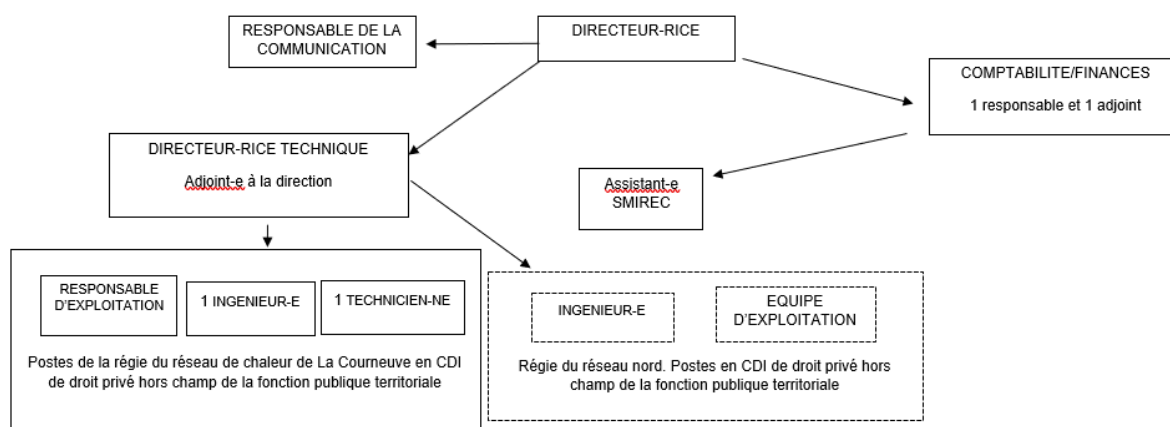 RESPONSABLE DE LA
COMMUNICATION
DIRECTEUR-RICE
COMPTABILITE/FINANCES
1 responsable et 1 adjoint
DIRECTEUR-RICE TECHNIQUE
Adjoint-e à la direction
Assistant-e
SMIREC
RESPONSABLE
D'EXPLOITATION
1 INGENIEUR-E
1 TECHNICIEN-NE
Postes de la régie du réseau de chaleur de La Courneuve en CDI
de droit privé hors champ de la fonction publique territoriale
INGENIEUR-E
EQUIPE
D'EXPLOITATION
Régie du réseau nord. Postes en CDI de droit privé hors
champ de la fonction publique territoriale